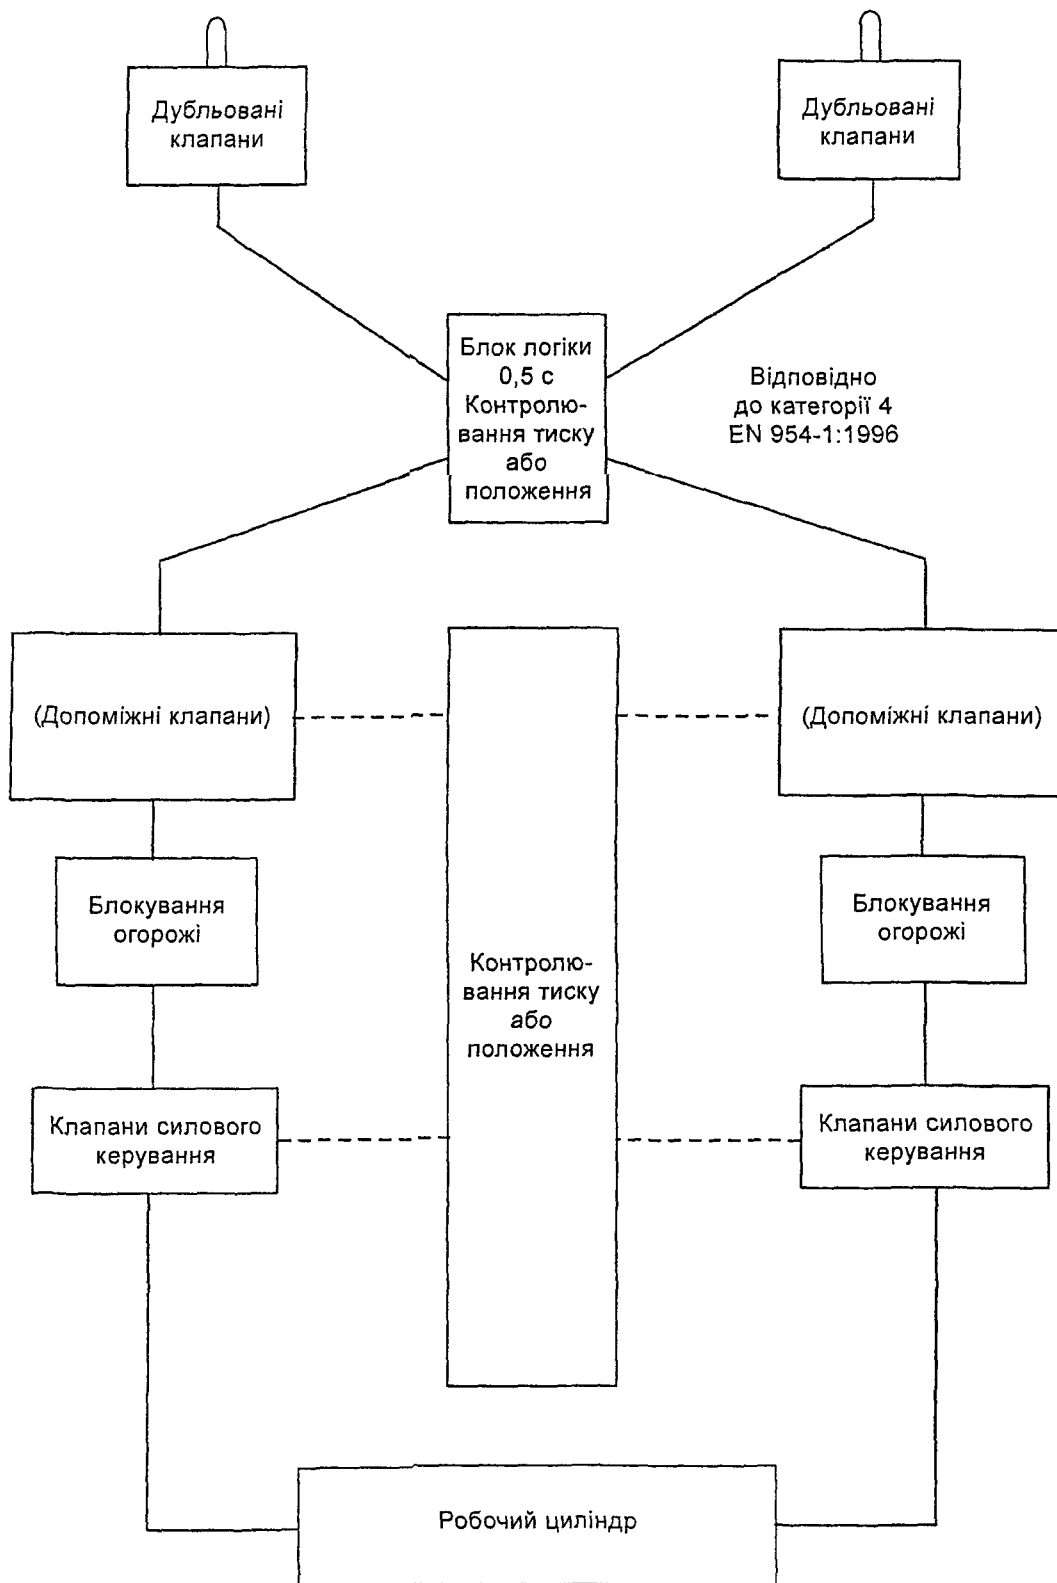 Дубльовані
клапани
Дубльовані
клапани
Блок логіки
0,5 с
Контролю-
вання тиску
або
положення
Відповідно
до категорії 4
EN 954-1:1996
(Допоміжні клапани)
(Допоміжні клапани)
Блокування
огорожі
Блокування
огорожі
Контролю-
вання тиску
або
положення
Клапани силового
керування
Клапани силового
керування
Робочий циліндр